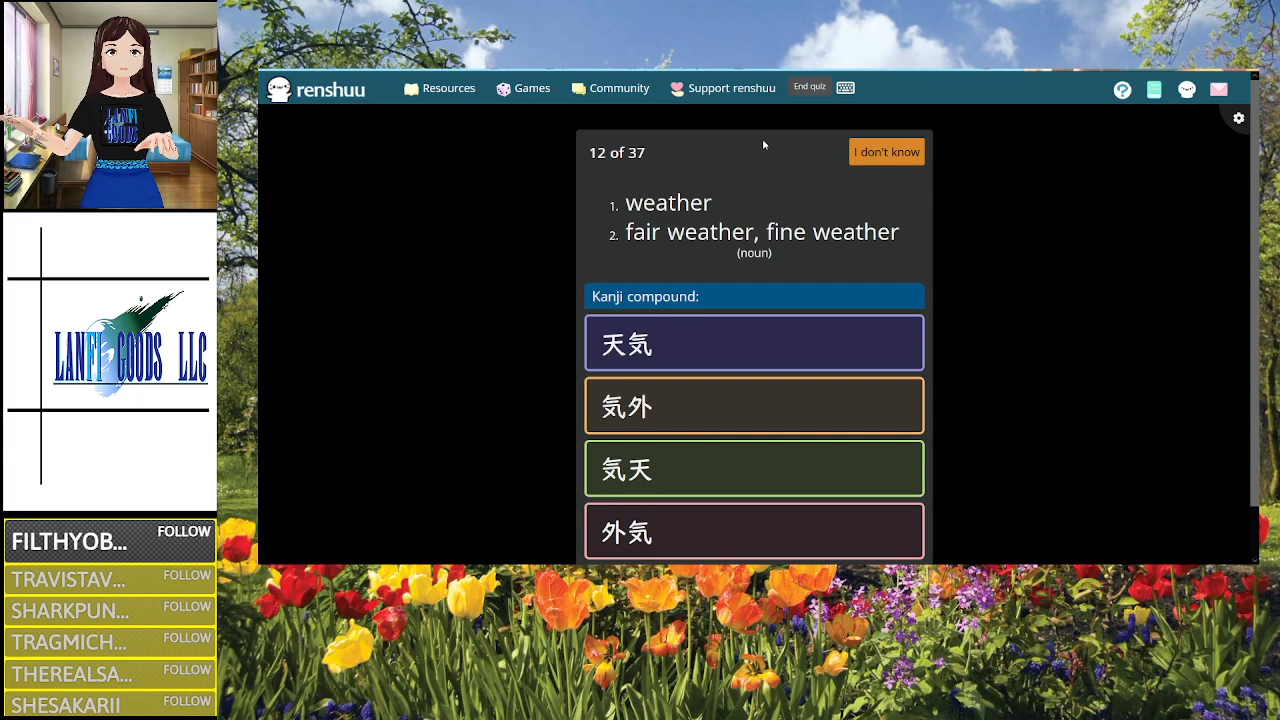 LANFI
GOODS
LANFI GOODS LLC
FILTHYOB... FOLLOW
TRAVISTAV... FOLLOW
SHARKPUN... FOLLOW
TRAGMICH... FOLLOW
THEREALSA... FOLLOW
SHESAKARII FOLLOW
renshuu Resources Games Community Support renshuu End quiz
12 of 37 I don't know
1. weather
2. fair weather, fine weather
(noun)
Kanji compound:
天気
気外
気天
外気